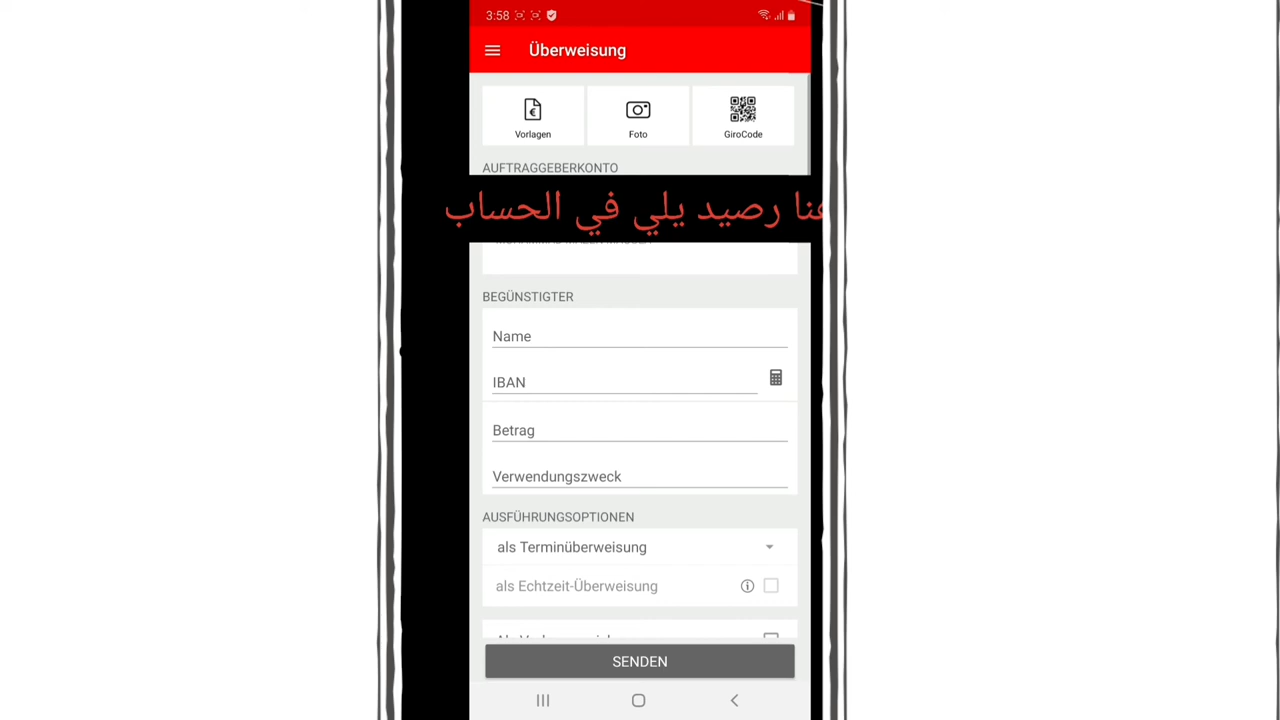 3:58
Überweisung
Vorlagen
Foto
GiroCode
AUFTRAGGEBERKONTO
هنا رصيد يلي في الحساب
BEGÜNSTIGTER
Name
IBAN
Betrag
Verwendungszweck
AUSFÜHRUNGSOPTIONEN
als Terminüberweisung
als Echtzeit-Überweisung
SENDEN